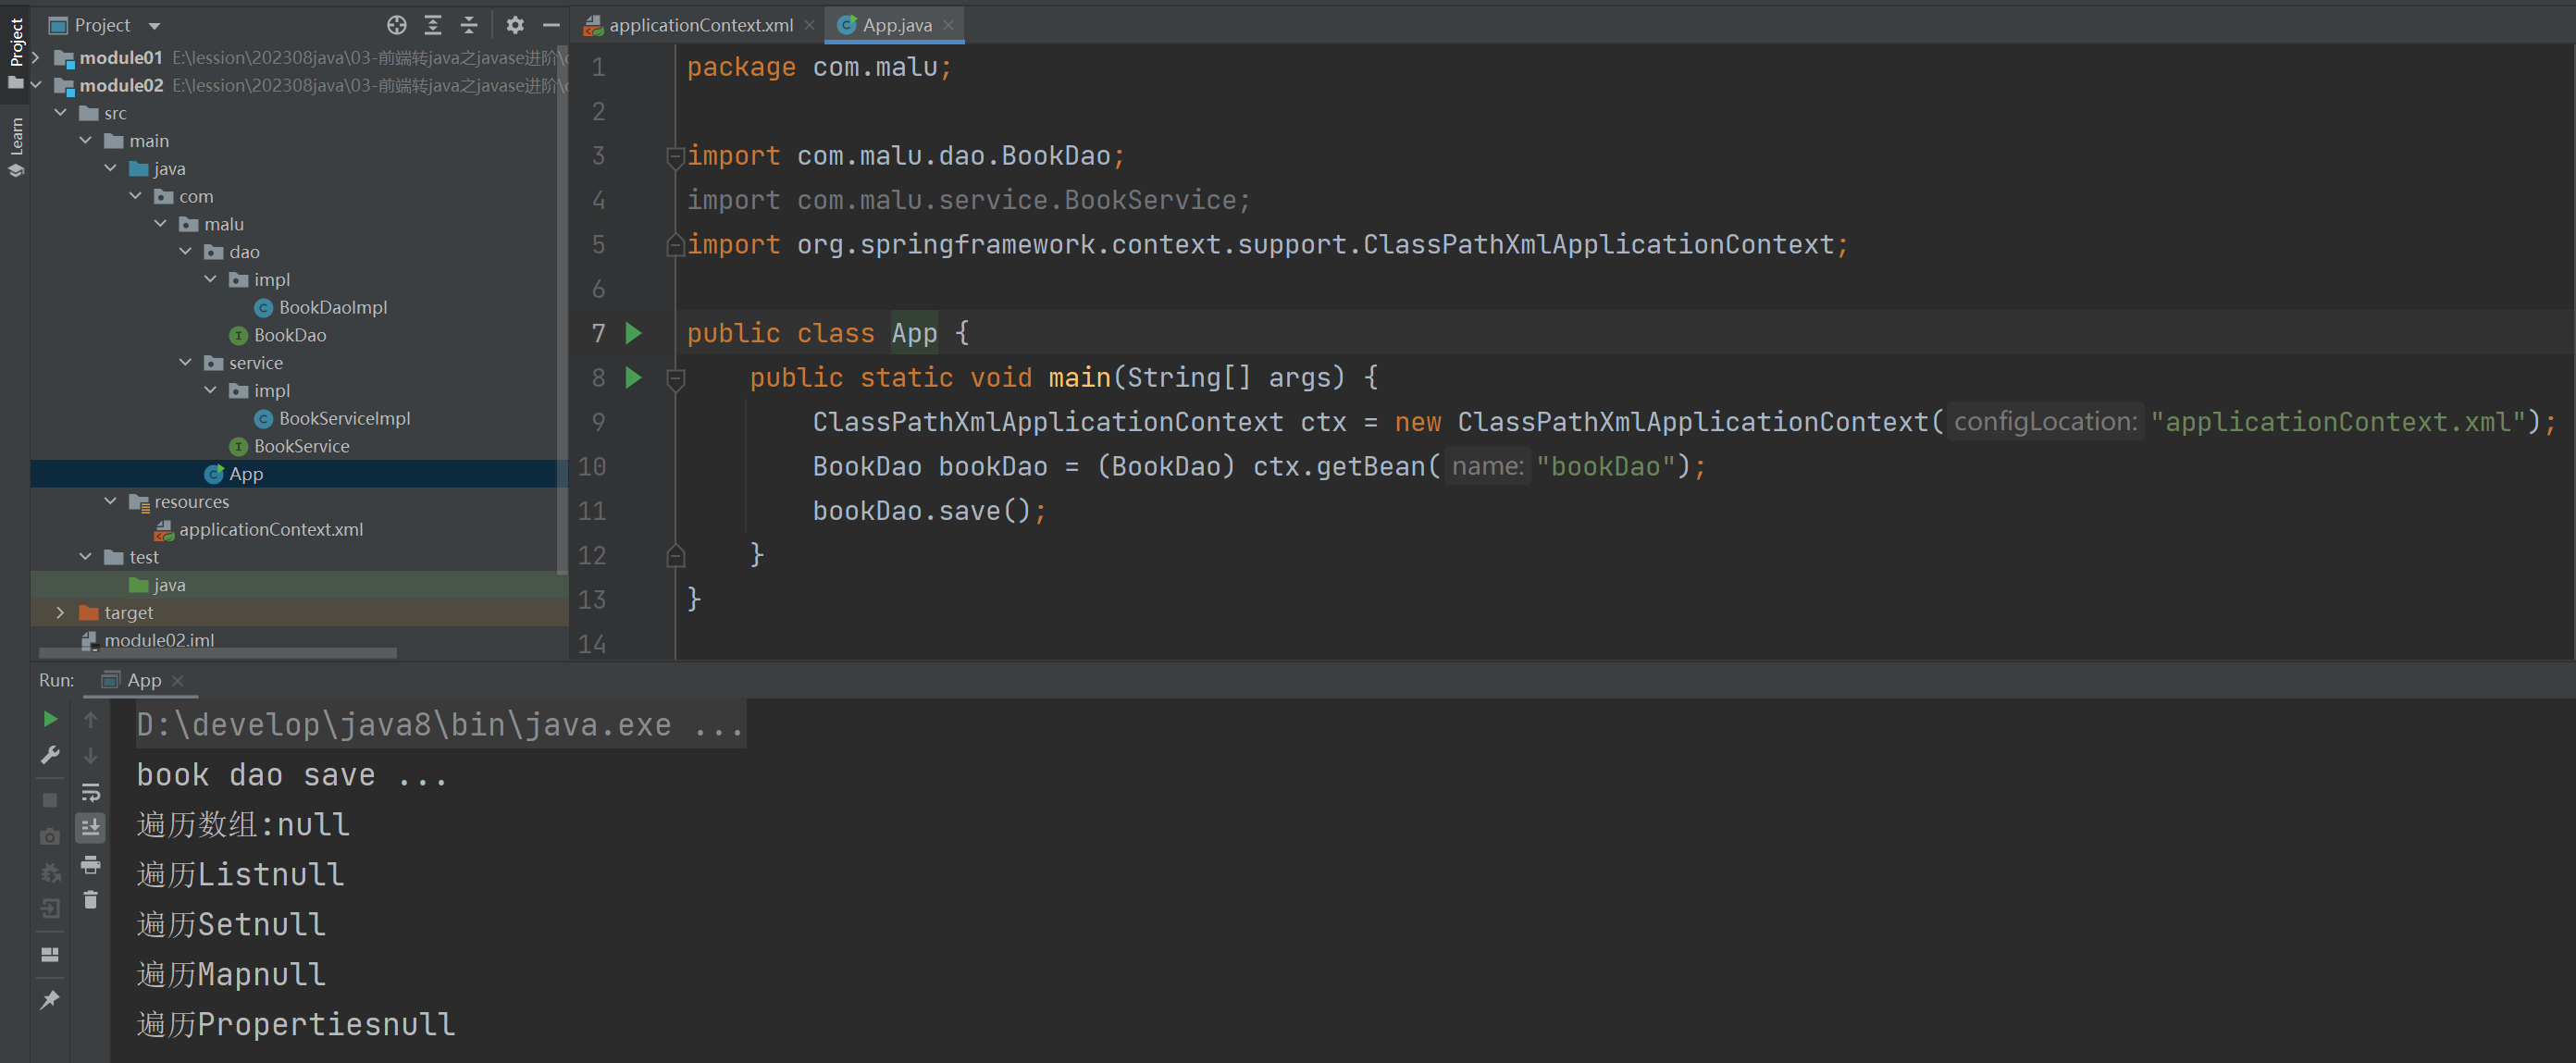 Project
Learn
Project
module01 E:\lession\202308java\03-前端转java之javase进阶\
module02 E:\lession\202308java\03-前端转java之javase进阶\
src
main
java
com
malu
dao
impl
BookDaoImpl
BookDao
service
impl
BookServiceImpl
BookService
App
resources
applicationContext.xml
test
java
target
module02.iml
applicationContext.xml
App.java
1 package com.malu;
2
3 import com.malu.dao.BookDao;
4 import com.malu.service.BookService;
5 import org.springframework.context.support.ClassPathXmlApplicationContext;
6
7 public class App {
8 public static void main(String[] args) {
9 ClassPathXmlApplicationContext ctx = new ClassPathXmlApplicationContext( configLocation: "applicationContext.xml");
10 BookDao bookDao = (BookDao) ctx.getBean( name: "bookDao");
11 bookDao.save();
12 }
13 }
14
Run: App
D:\develop\java8\bin\java.exe ...
book dao save ...
遍历数组:null
遍历Listnull
遍历Setnull
遍历Mapnull
遍历Propertiesnull